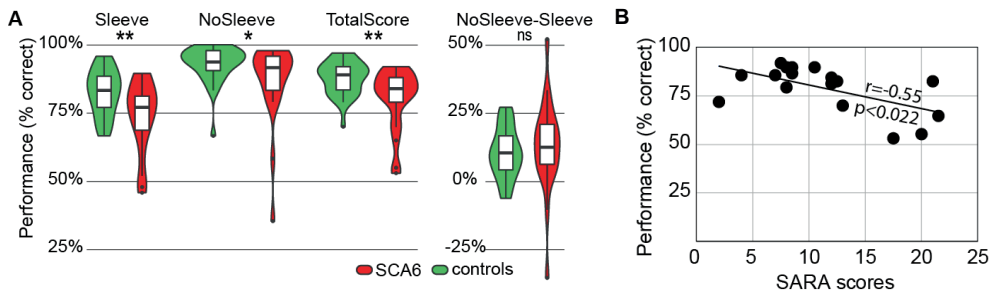 A
Sleeve NoSleeve TotalScore NoSleeve-Sleeve
** * ** ns
Performance (% correct)
100%
75%
50%
25%
50%
25%
0%
-25%
SCA6 controls
B
Performance (% correct)
100
75
50
25
r=-0.55
p<0.022
0 5 10 15 20 25
SARA scores